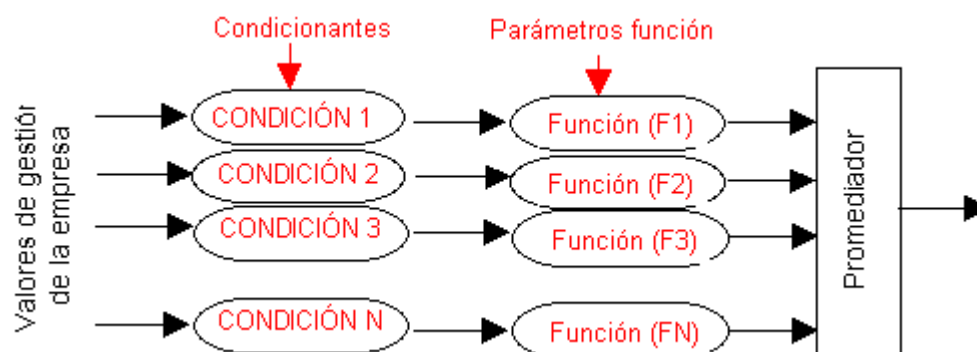 Condicionantes
Parámetros función
Valores de gestiór
de la empresa
CONDICIÓN 1
Función (F1)
CONDICIÓN 2
Función (F2)
CONDICIÓN 3
Función (F3)
CONDICIÓN N
Función (FN)
Promediador